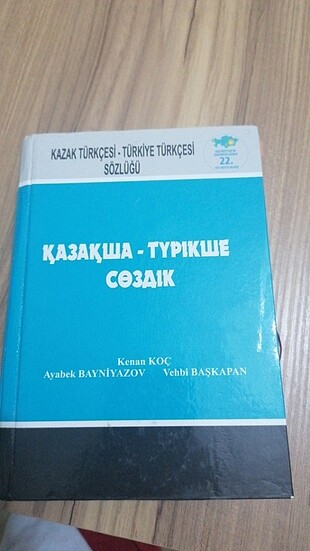 KAZAK TÜRKÇESİ - TÜRKİYE TÜRKÇESİ
SÖZLÜĞÜ
22.
ҚАЗАҚША - ТҮРІКШЕ
СӨЗДІК
Kenan KOÇ
Ayabek BAYNİYAZOV Vehbi BAŞKAPAN